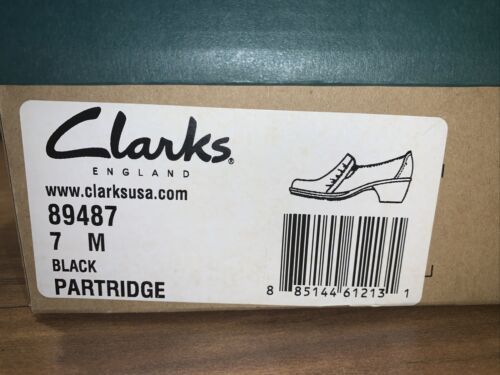 Clarks®
ENGLAND
www.clarksusa.com
89487
7 M
BLACK
PARTRIDGE
8 85144 61213 1